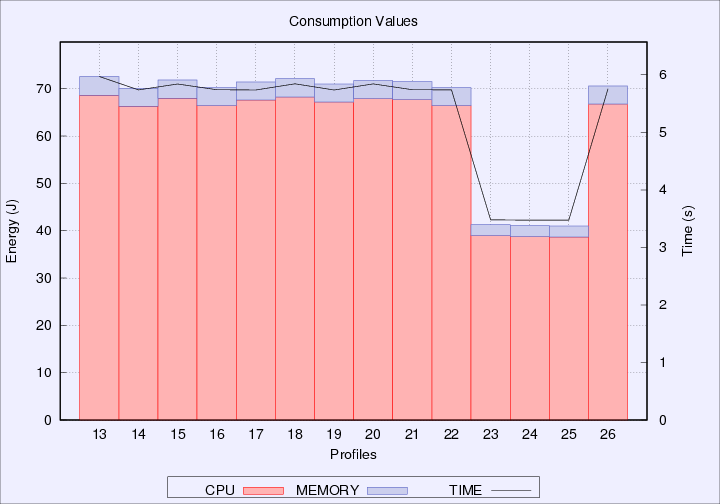 Consumption Values
70
60
50
40
30
20
10
0
Energy (J)
6
5
4
3
2
1
0
Time (s)
13 14 15 16 17 18 19 20 21 22 23 24 25 26
Profiles
CPU MEMORY TIME